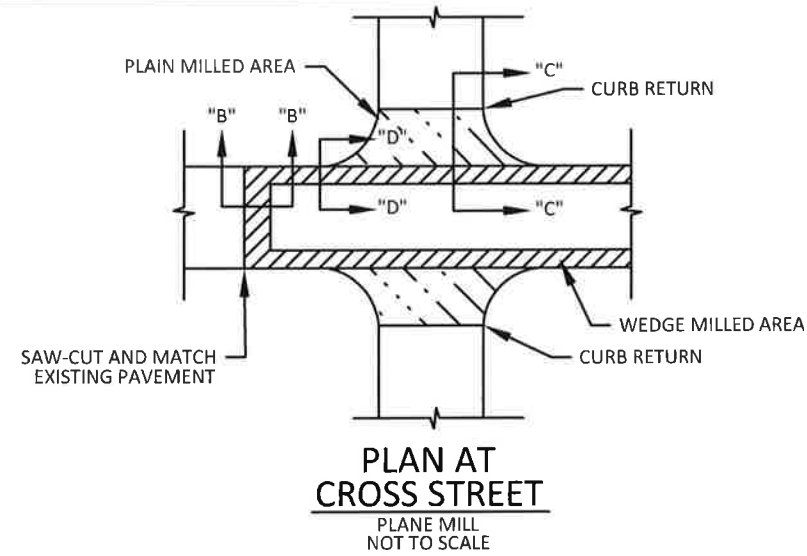 PLAIN MILLED AREA
"C"
CURB RETURN
"B"
"B"
"D"
"D"
"C"
WEDGE MILLED AREA
SAW-CUT AND MATCH
EXISTING PAVEMENT
CURB RETURN
PLAN AT
CROSS STREET
PLANE MILL
NOT TO SCALE